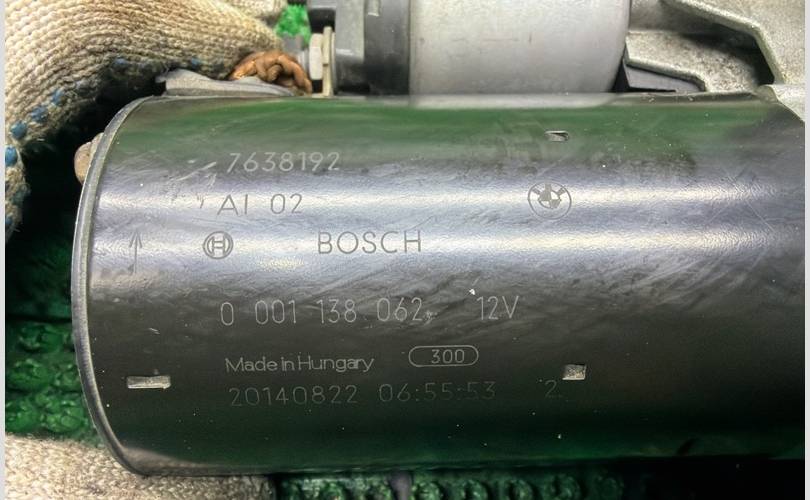 7638192
AI 02
BOSCH
0 001 138 062 12V
Made in Hungary 300
20140822 06:55:53 2